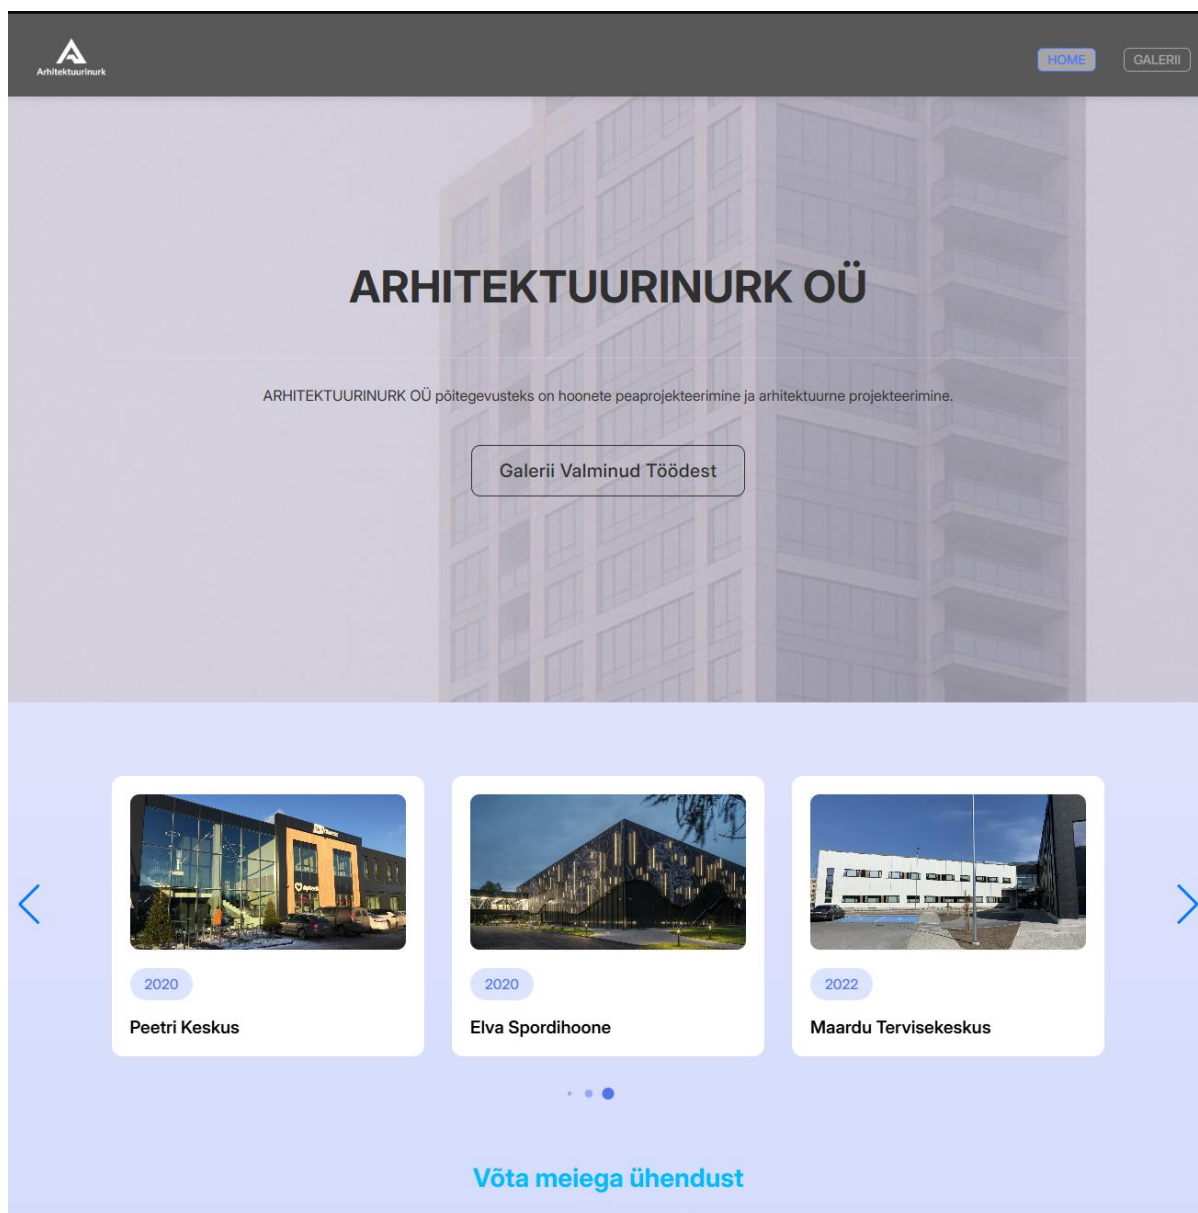 Arhitektuurinurk
HOME
GALERII
ARHITEKTUURINURK OÜ
ARHITEKTUURINURK OÜ põitegevusteks on hoonete peaprojekteerimine ja arhitektuurne projekteerimine.
Galerii Valminud Töödest
2020
Peetri Keskus
2020
Elva Spordihoone
2022
Maardu Tervisekeskus
Võta meiega ühendust